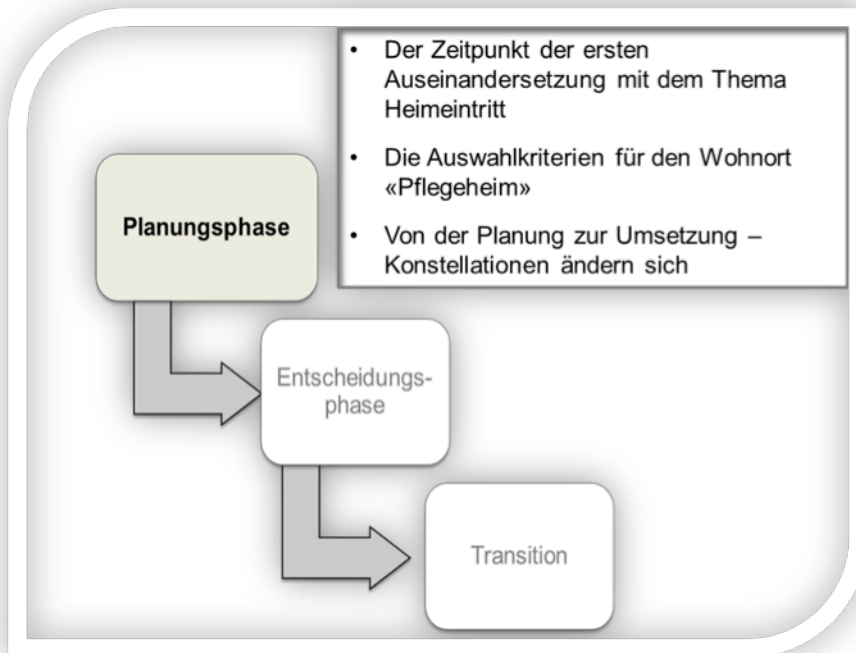 • Der Zeitpunkt der ersten
Auseinandersetzung mit dem Thema
Heimeintritt
• Die Auswahlkriterien für den Wohnort
«Pflegeheim»
• Von der Planung zur Umsetzung –
Konstellationen ändern sich
Planungsphase
Entscheidungs-
phase
Transition